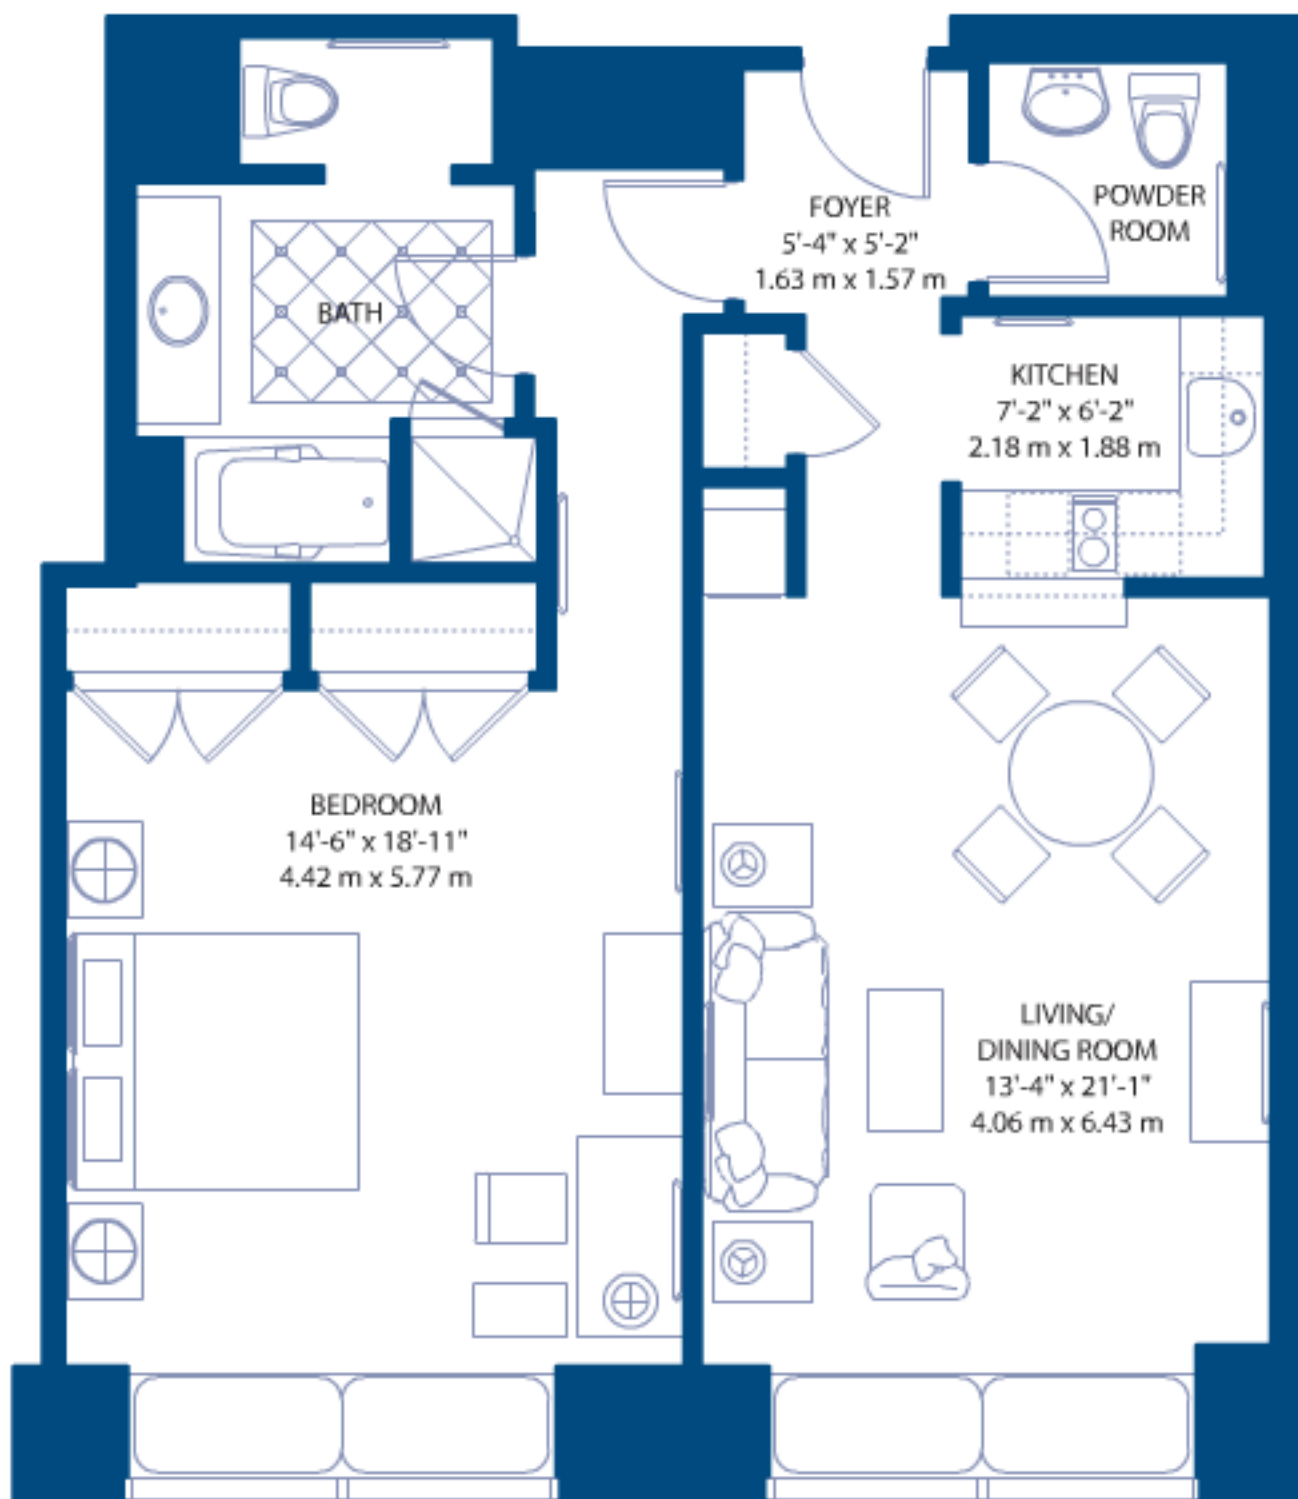 POWDER
ROOM
FOYER
5'-4" x 5'-2"
1.63 m x 1.57 m
BATH
KITCHEN
7'-2" x 6'-2"
2.18 m x 1.88 m
BEDROOM
14'-6" x 18'-11"
4.42 m x 5.77 m
LIVING/
DINING ROOM
13'-4" x 21'-1"
4.06 m x 6.43 m